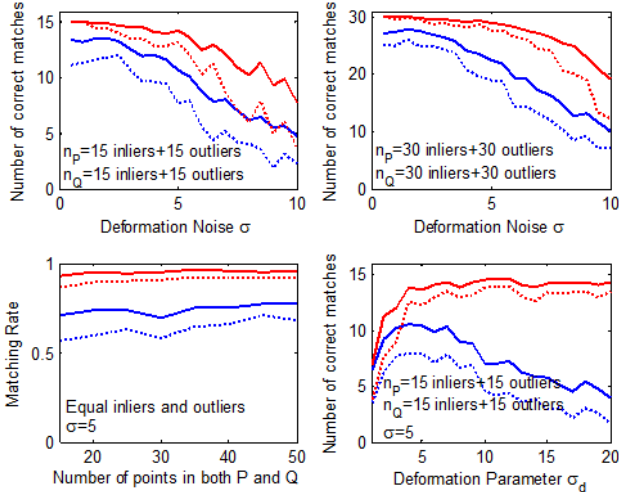 15
10
5
0
0 5 10
Number of correct matches
n_P=15 inliers+15 outliers
n_Q=15 inliers+15 outliers
Deformation Noise σ
30
20
10
0
0 5 10
Number of correct matches
n_P=30 inliers+30 outliers
n_Q=30 inliers+30 outliers
Deformation Noise σ
1
0.5
0
20 30 40 50
Matching Rate
Equal inliers and outliers
σ=5
Number of points in both P and Q
15
10
5
0
5 10 15 20
Number of correct matches
n_P=15 inliers+15 outliers
n_Q=15 inliers+15 outliers
σ=5
Deformation Parameter σ_d